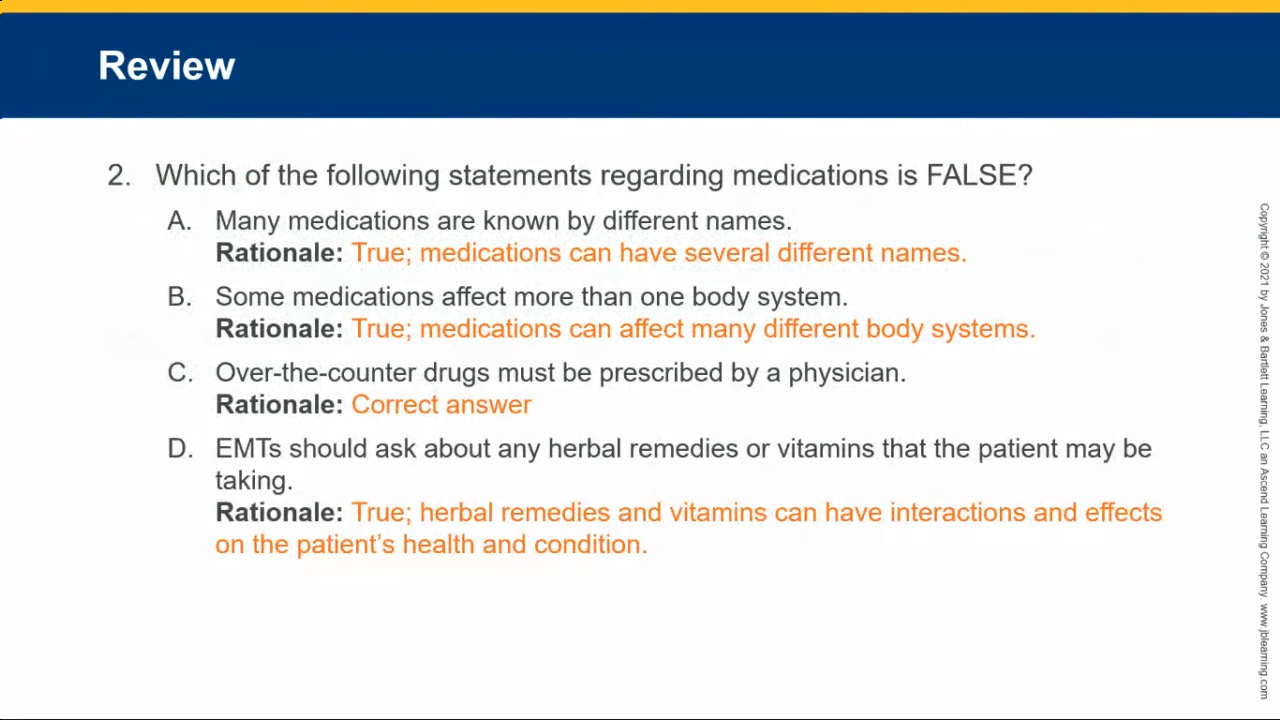 Review
2. Which of the following statements regarding medications is FALSE?
A. Many medications are known by different names.
Rationale: True; medications can have several different names.
B. Some medications affect more than one body system.
Rationale: True; medications can affect many different body systems.
C. Over-the-counter drugs must be prescribed by a physician.
Rationale: Correct answer
D. EMTs should ask about any herbal remedies or vitamins that the patient may be
taking.
Rationale: True; herbal remedies and vitamins can have interactions and effects
on the patient’s health and condition.
Copyright © 2021 by Jones & Bartlett Learning, LLC an Ascend Learning Company. www.jblearning.com